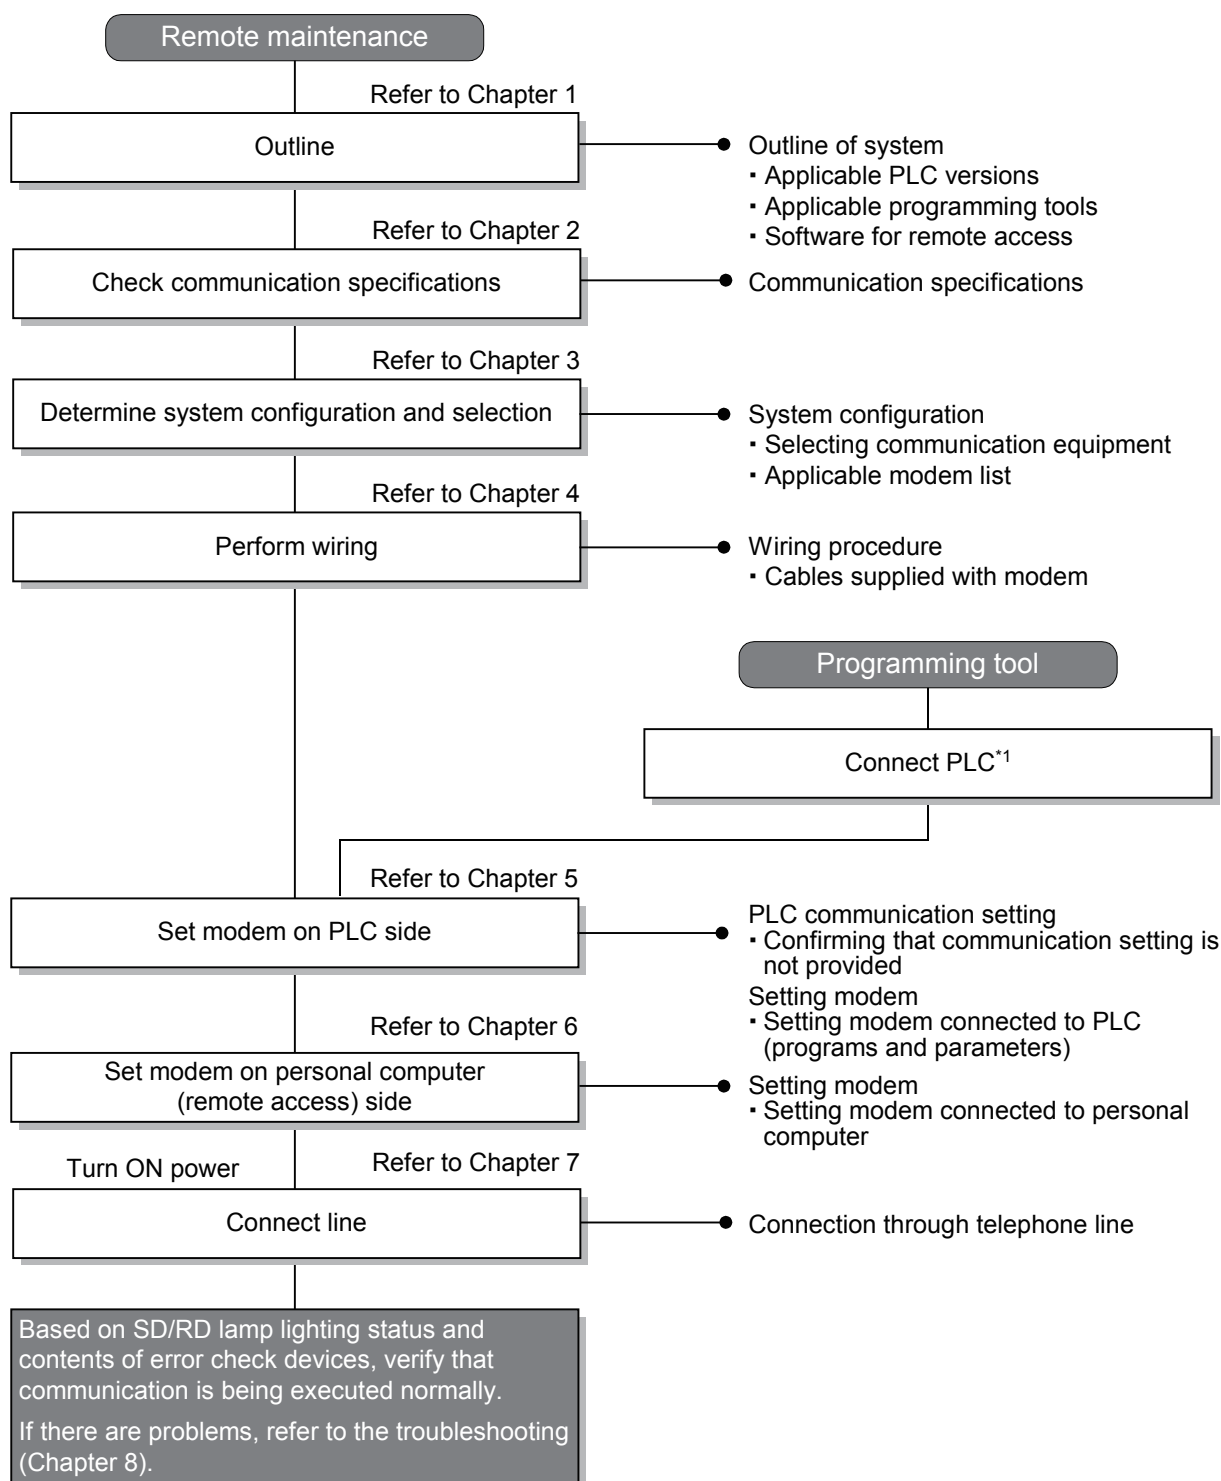 Remote maintenance
Refer to Chapter 1
Outline
Outline of system
▪ Applicable PLC versions
▪ Applicable programming tools
▪ Software for remote access
Refer to Chapter 2
Check communication specifications
Communication specifications
Refer to Chapter 3
Determine system configuration and selection
System configuration
▪ Selecting communication equipment
▪ Applicable modem list
Refer to Chapter 4
Perform wiring
Wiring procedure
▪ Cables supplied with modem
Programming tool
Connect PLC*1
Refer to Chapter 5
Set modem on PLC side
PLC communication setting
▪ Confirming that communication setting is
not provided
Setting modem
▪ Setting modem connected to PLC
(programs and parameters)
Refer to Chapter 6
Set modem on personal computer
(remote access) side
Setting modem
▪ Setting modem connected to personal
computer
Turn ON power
Refer to Chapter 7
Connect line
Connection through telephone line
Based on SD/RD lamp lighting status and
contents of error check devices, verify that
communication is being executed normally.
If there are problems, refer to the troubleshooting
(Chapter 8).